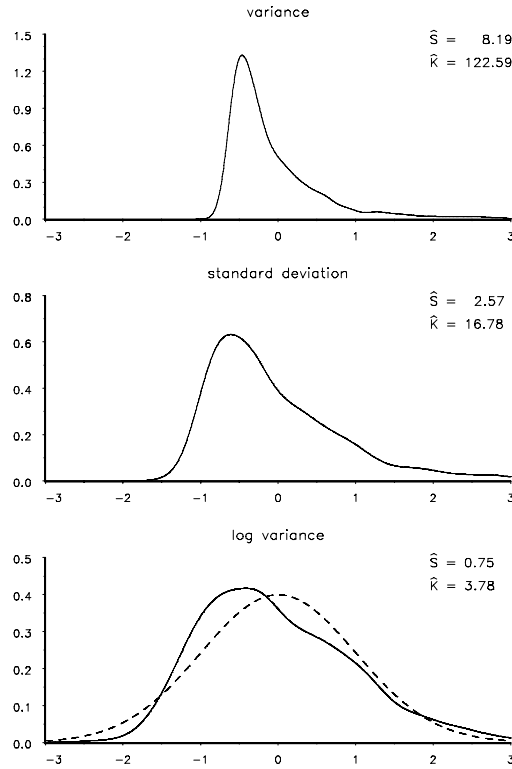 variance
Ŝ = 8.19
K̂ = 122.59
1.5
1.2
0.9
0.6
0.3
0.0
−3 −2 −1 0 1 2 3
standard deviation
Ŝ = 2.57
K̂ = 16.78
0.8
0.6
0.4
0.2
0.0
−3 −2 −1 0 1 2 3
log variance
Ŝ = 0.75
K̂ = 3.78
0.5
0.4
0.3
0.2
0.1
0.0
−3 −2 −1 0 1 2 3